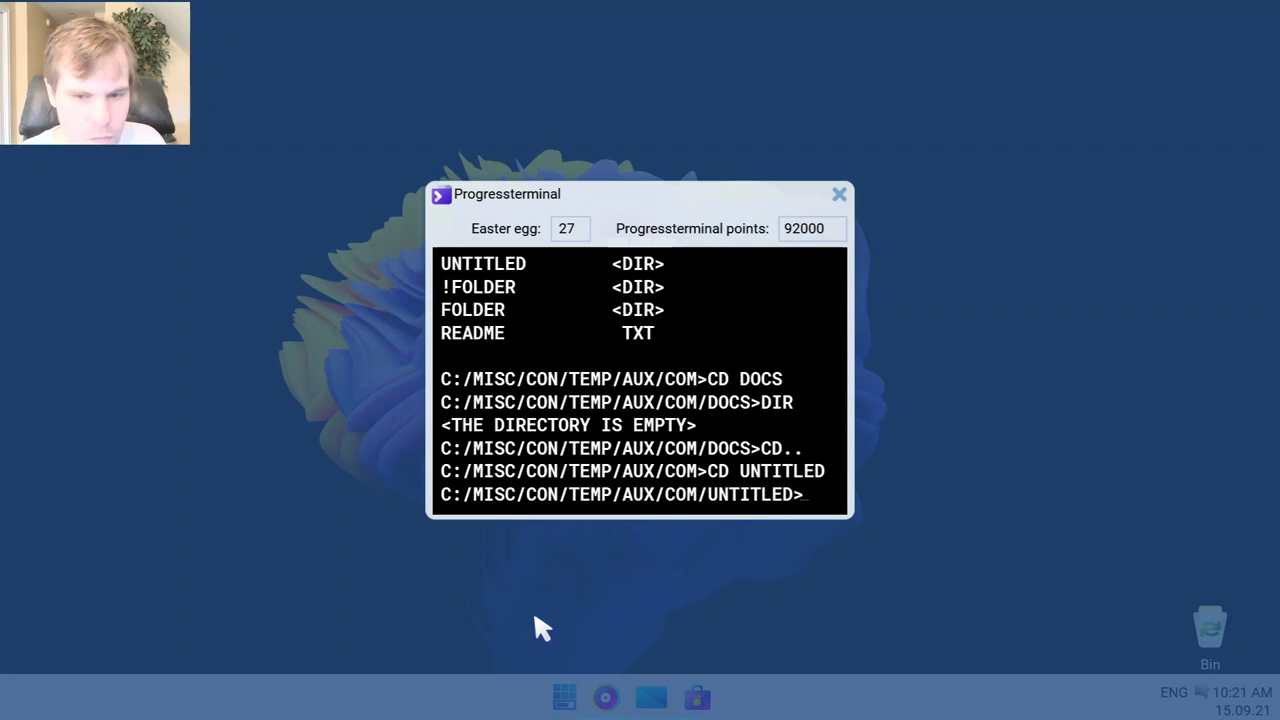 Progressterminal
Easter egg: 27 Progressterminal points: 92000
UNTITLED <DIR>
!FOLDER <DIR>
FOLDER <DIR>
README TXT
C:/MISC/CON/TEMP/AUX/COM>CD DOCS
C:/MISC/CON/TEMP/AUX/COM/DOCS>DIR
<THE DIRECTORY IS EMPTY>
C:/MISC/CON/TEMP/AUX/COM/DOCS>CD..
C:/MISC/CON/TEMP/AUX/COM>CD UNTITLED
C:/MISC/CON/TEMP/AUX/COM/UNTITLED>_
Bin
ENG 10:21 AM
15.09.21